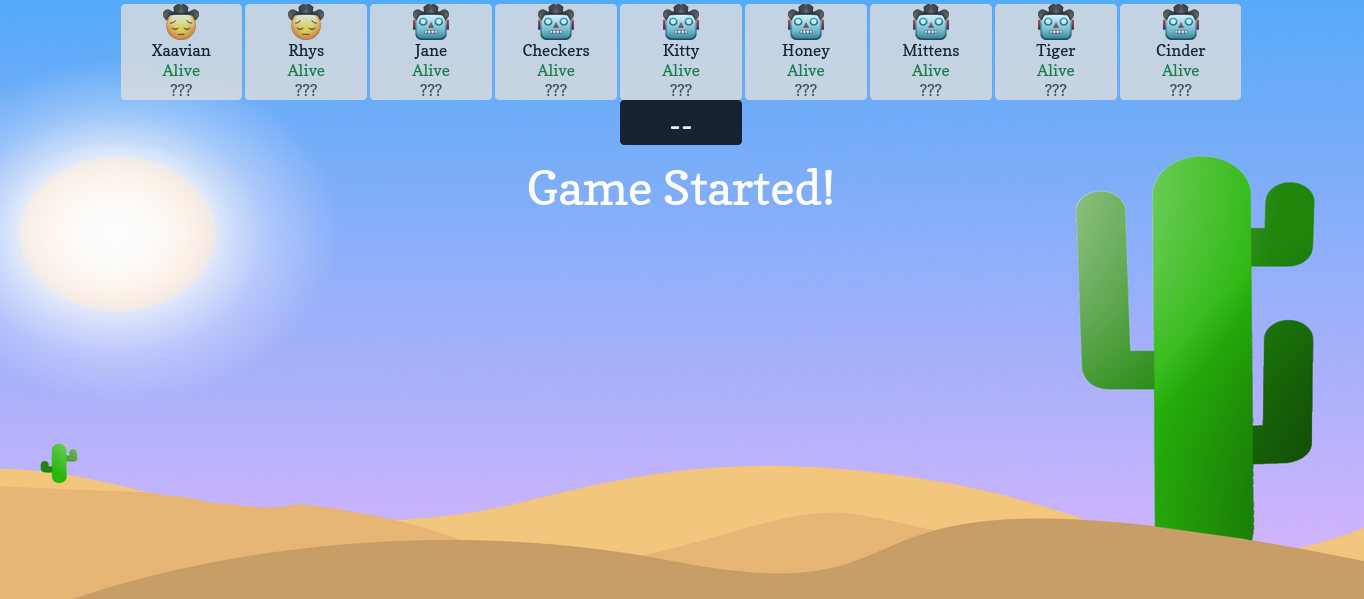 Xaavian Rhys Jane Checkers Kitty Honey Mittens Tiger Cinder
Alive Alive Alive Alive Alive Alive Alive Alive Alive
??? ??? ??? ??? ??? ??? ??? ??? ???
--
Game Started!